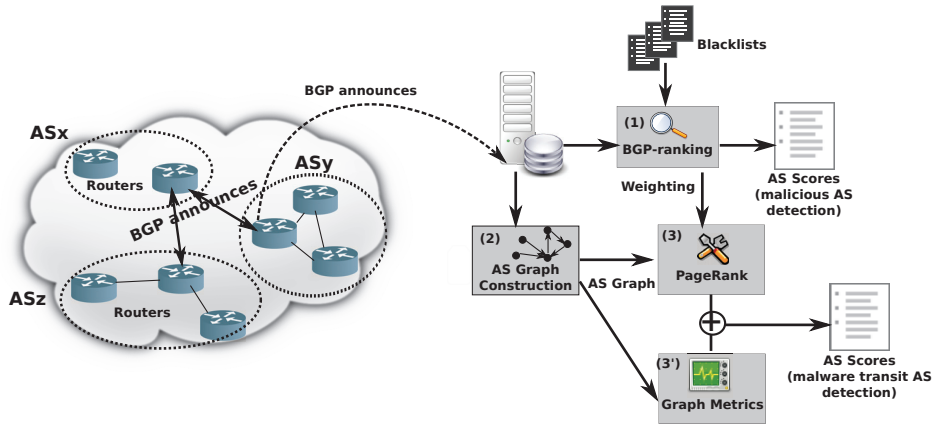 Blacklists
BGP announces
(1)
BGP-ranking
ASx
Routers
ASy
BGP announces
AS Scores
(malicious AS
detection)
Weighting
(2)
AS Graph
Construction
(3)
PageRank
AS Graph
ASz
Routers
(3')
Graph Metrics
AS Scores
(malware transit AS
detection)